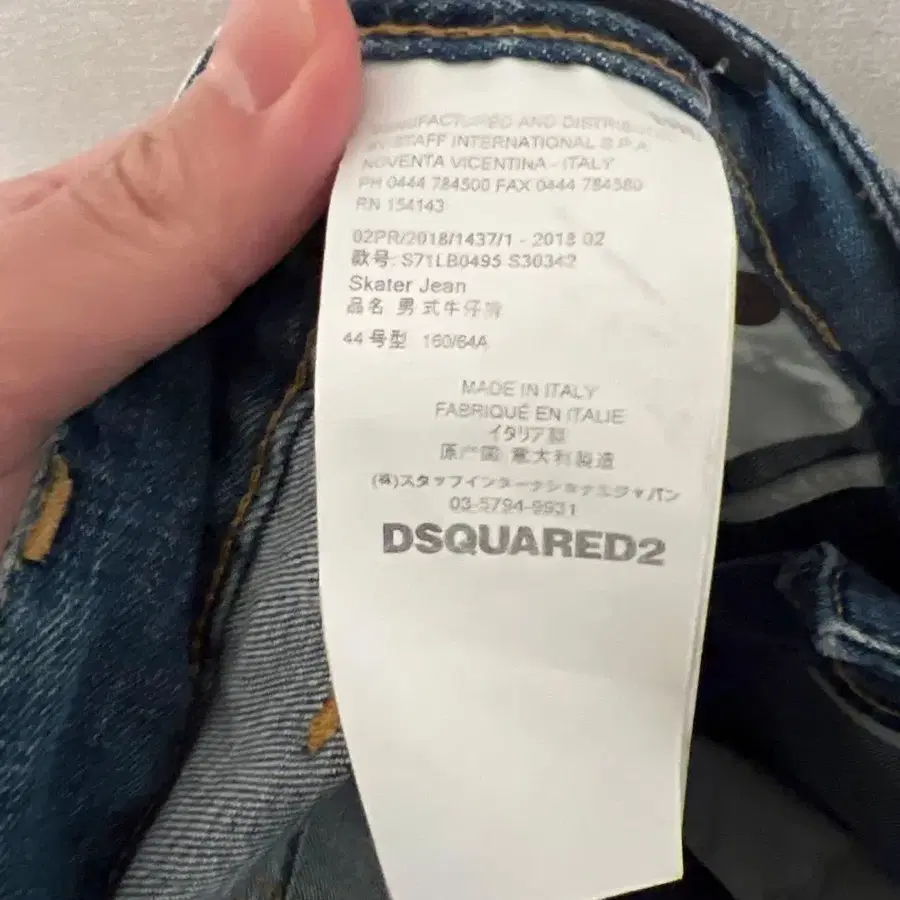 MANUFACTURED AND DISTRIBUTED
BY STAFF INTERNATIONAL S.P.A.
NOVENTA VICENTINA - ITALY
PH 0444 784500 FAX 0444 784580
RN 154143
02PR/2018/1437/1 - 2018 02
款号: S71LB0495 S30342
Skater Jean
品名 男式牛仔裤
44 号型 160/64A
MADE IN ITALY
FABRIQUÉ EN ITALIE
イタリア製
原产国 意大利製造
(株)スタッフインターナショナルジャパン
03-5794-9931
DSQUARED2